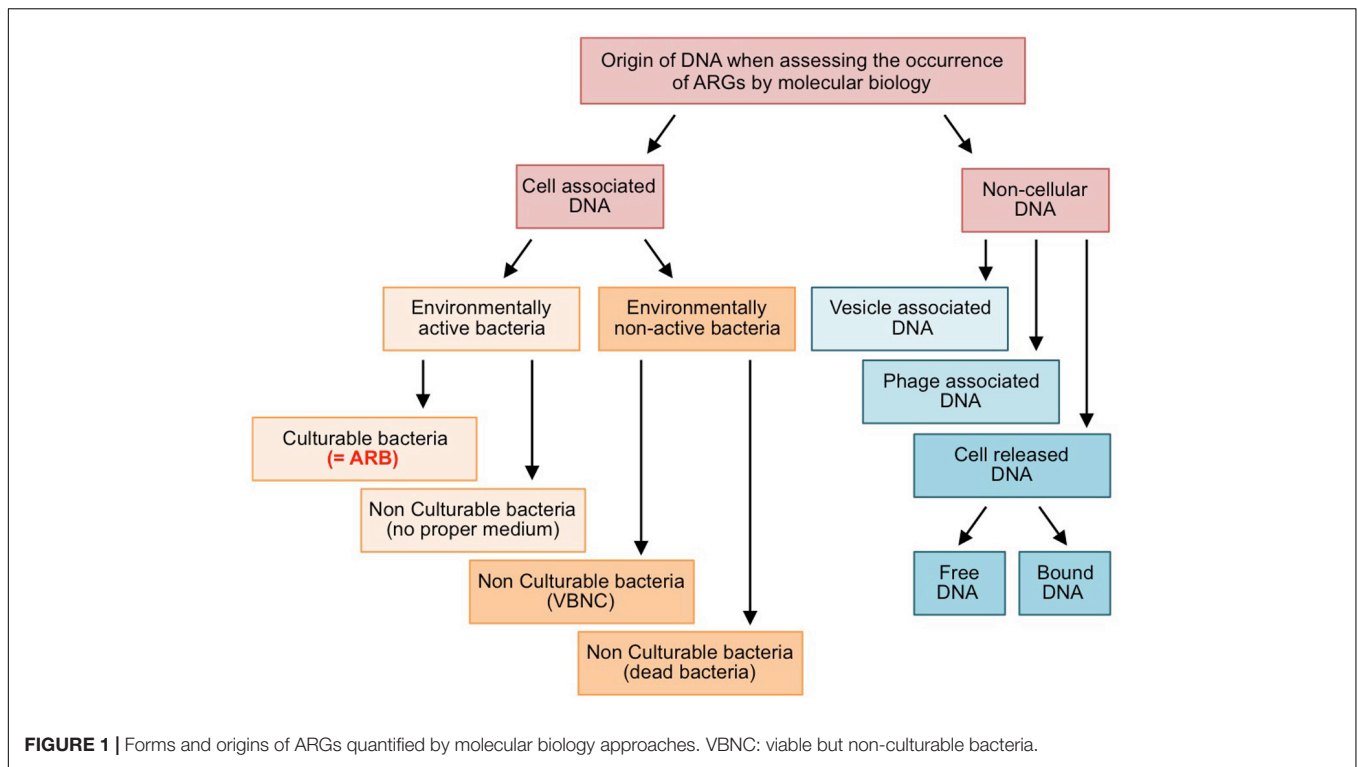 Origin of DNA when assessing the occurrence
of ARGs by molecular biology
Cell associated
DNA
Non-cellular
DNA
Environmentally
active bacteria
Environmentally
non-active bacteria
Vesicle associated
DNA
Phage associated
DNA
Culturable bacteria
(= ARB)
Cell released
DNA
Non Culturable bacteria
(no proper medium)
Non Culturable bacteria
(VBNC)
Free
DNA
Bound
DNA
Non Culturable bacteria
(dead bacteria)
FIGURE 1 | Forms and origins of ARGs quantified by molecular biology approaches. VBNC: viable but non-culturable bacteria.